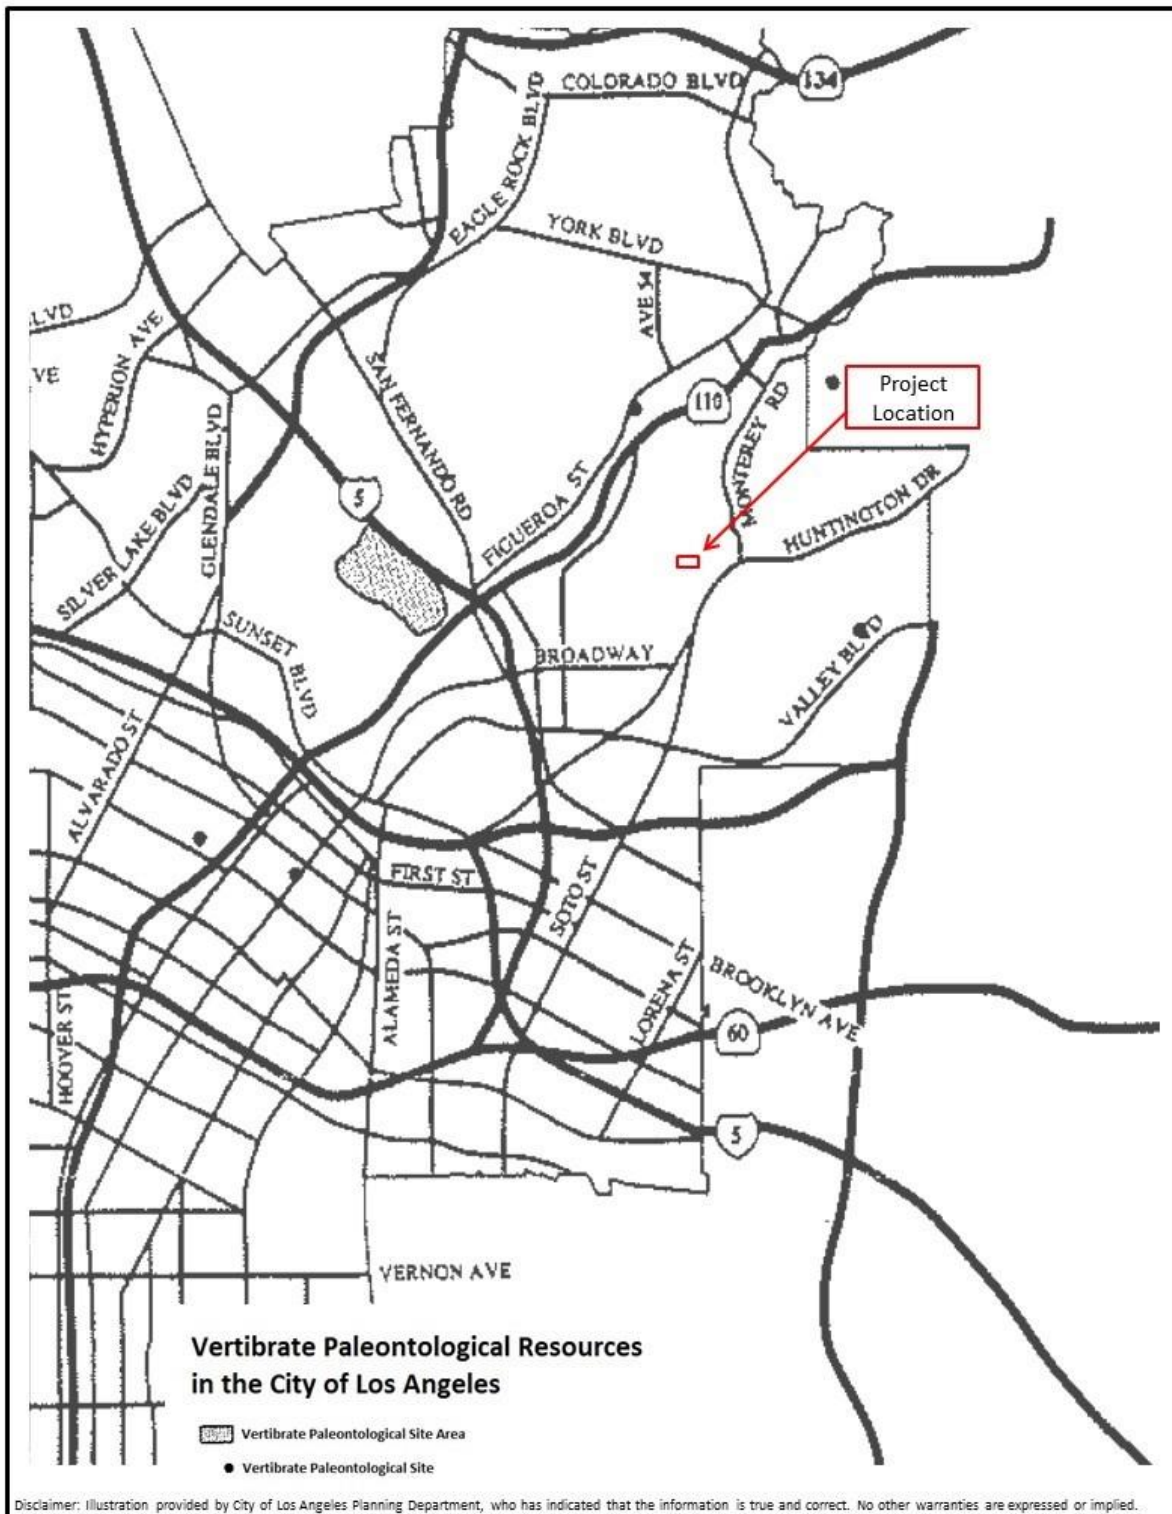 134
COLORADO BLVD
EAGLE ROCK BLVD
YORK BLVD
AVE 54
LVD
VE
HYPERION AVE
SAN FERNANDO RD
GLENDALE BLVD
110
MONTEREY RD
Project
Location
5
SILVER LAKE BLVD
FIGUEROA ST
HUNTINGTON DR
SUNSET BLVD
BROADWAY
VALLEY BLVD
ALVARADO ST
FIRST ST
SOTO ST
ALAMEDA ST
LORENA ST
BROOKLYN AVE
HOOVER ST
60
5
VERNON AVE
Vertibrate Paleontological Resources
in the City of Los Angeles
Vertibrate Paleontological Site Area
Vertibrate Paleontological Site
Disclaimer: Illustration provided by City of Los Angeles Planning Department, who has indicated that the information is true and correct. No other warranties are expressed or implied.